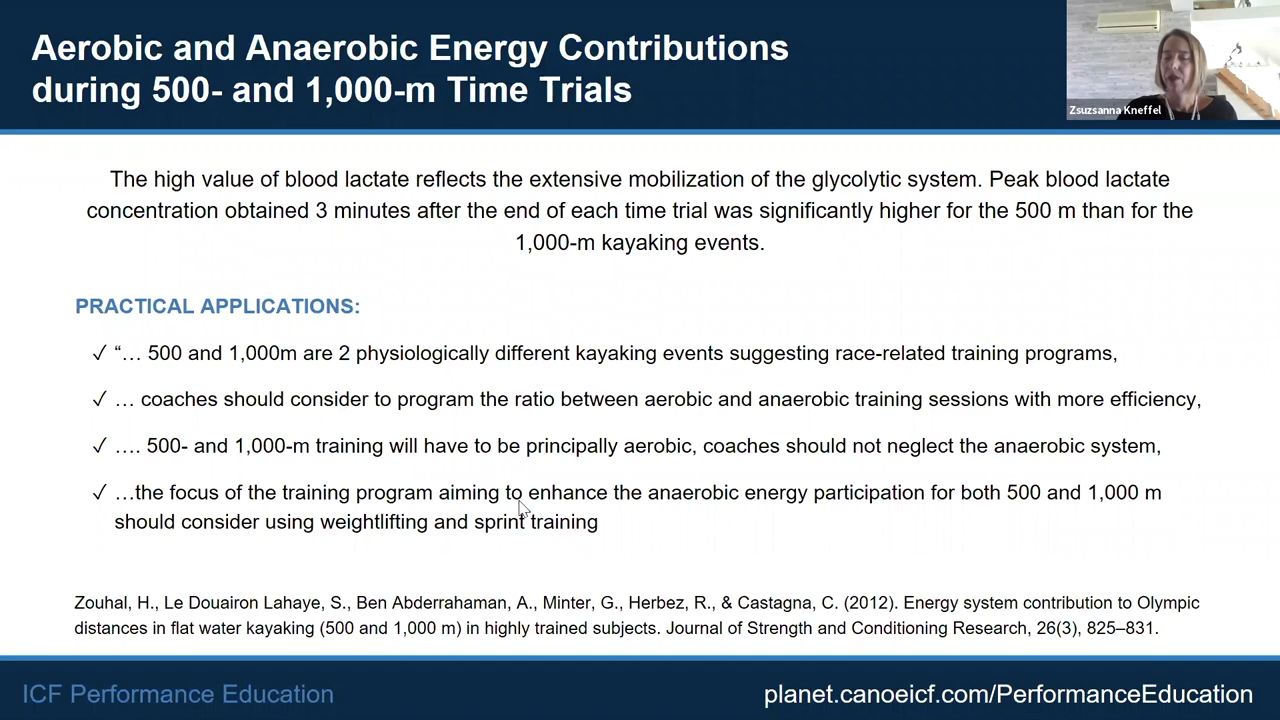 Aerobic and Anaerobic Energy Contributions
during 500- and 1,000-m Time Trials
Zsuzsanna Kneffel
The high value of blood lactate reflects the extensive mobilization of the glycolytic system. Peak blood lactate
concentration obtained 3 minutes after the end of each time trial was significantly higher for the 500 m than for the
1,000-m kayaking events.
PRACTICAL APPLICATIONS:
✓ “… 500 and 1,000m are 2 physiologically different kayaking events suggesting race-related training programs,
✓ … coaches should consider to program the ratio between aerobic and anaerobic training sessions with more efficiency,
✓ …. 500- and 1,000-m training will have to be principally aerobic, coaches should not neglect the anaerobic system,
✓ …the focus of the training program aiming to enhance the anaerobic energy participation for both 500 and 1,000 m
should consider using weightlifting and sprint training
Zouhal, H., Le Douairon Lahaye, S., Ben Abderrahaman, A., Minter, G., Herbez, R., & Castagna, C. (2012). Energy system contribution to Olympic
distances in flat water kayaking (500 and 1,000 m) in highly trained subjects. Journal of Strength and Conditioning Research, 26(3), 825–831.
ICF Performance Education
planet.canoeicf.com/PerformanceEducation